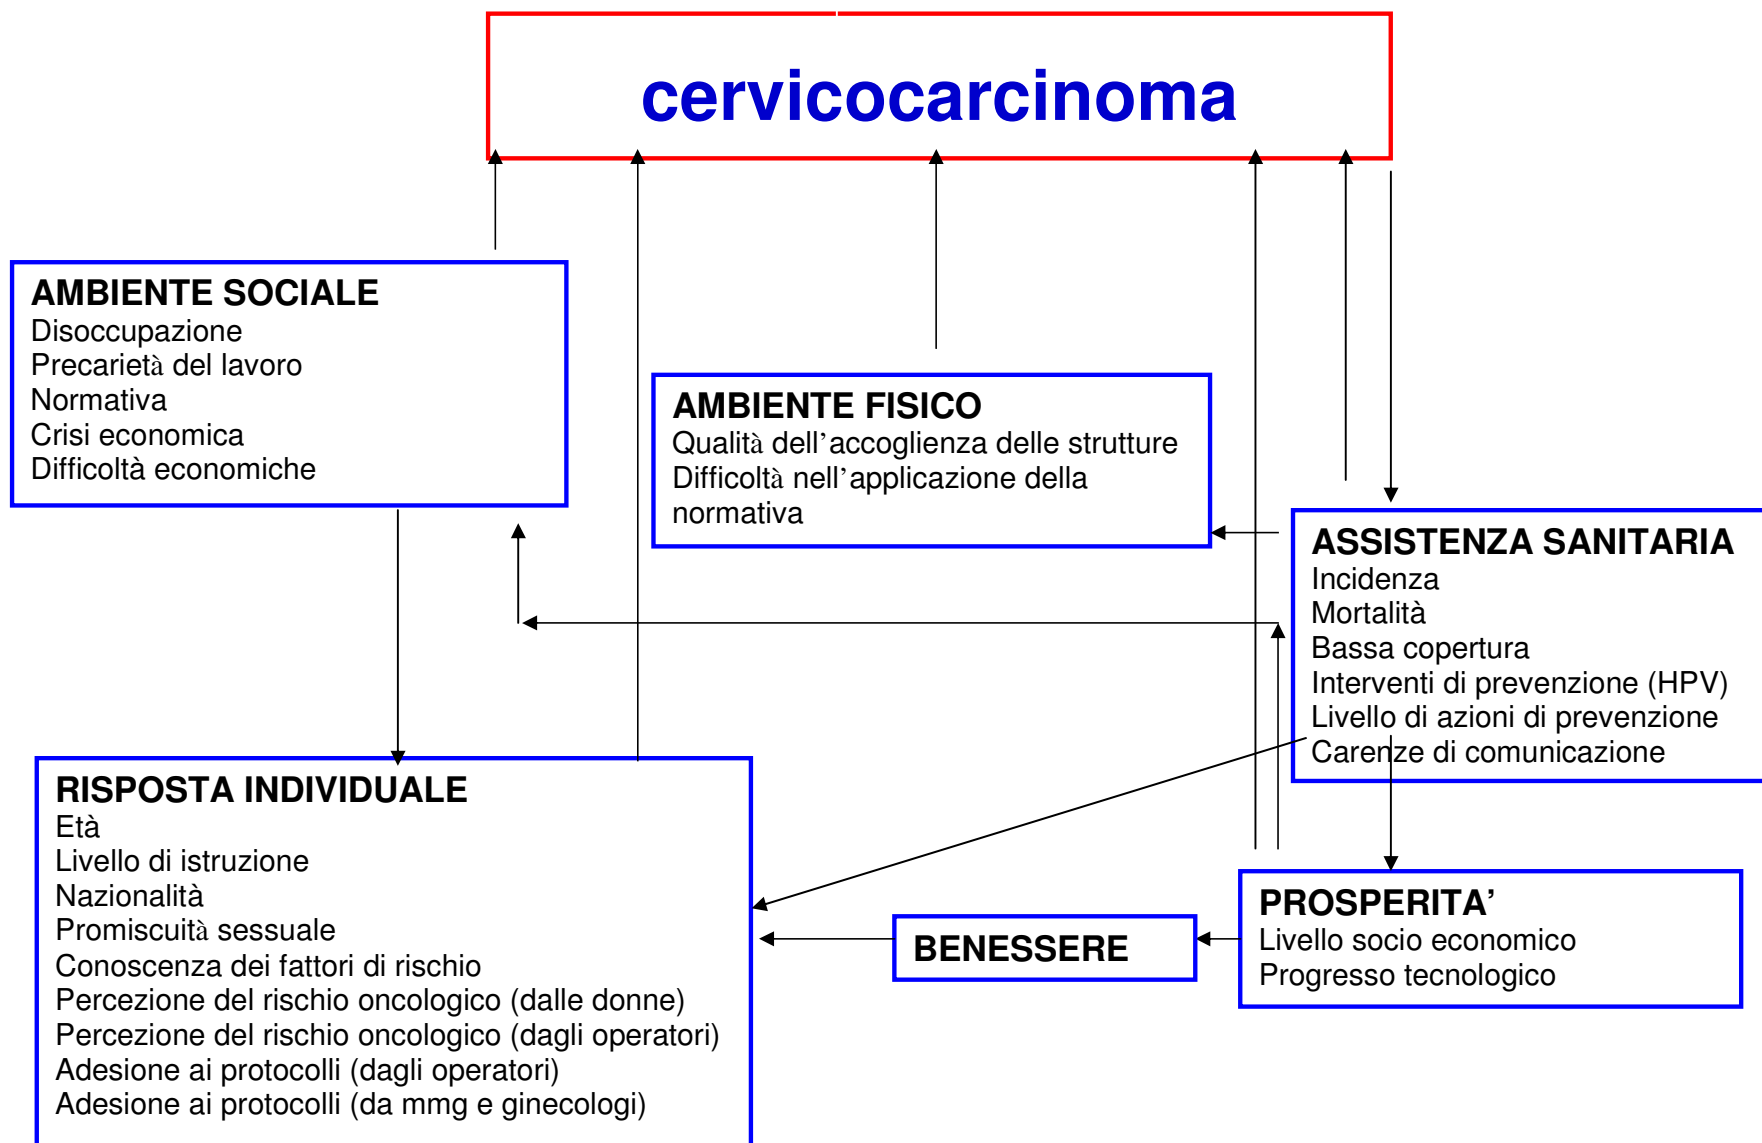 cervicocarcinoma
AMBIENTE SOCIALE
Disoccupazione
Precarietà del lavoro
Normativa
Crisi economica
Difficoltà economiche
AMBIENTE FISICO
Qualità dell’accoglienza delle strutture
Difficoltà nell’applicazione della
normativa
ASSISTENZA SANITARIA
Incidenza
Mortalità
Bassa copertura
Interventi di prevenzione (HPV)
Livello di azioni di prevenzione
Carenze di comunicazione
RISPOSTA INDIVIDUALE
Età
Livello di istruzione
Nazionalità
Promiscuità sessuale
Conoscenza dei fattori di rischio
Percezione del rischio oncologico (dalle donne)
Percezione del rischio oncologico (dagli operatori)
Adesione ai protocolli (dagli operatori)
Adesione ai protocolli (da mmg e ginecologi)
BENESSERE
PROSPERITA’
Livello socio economico
Progresso tecnologico